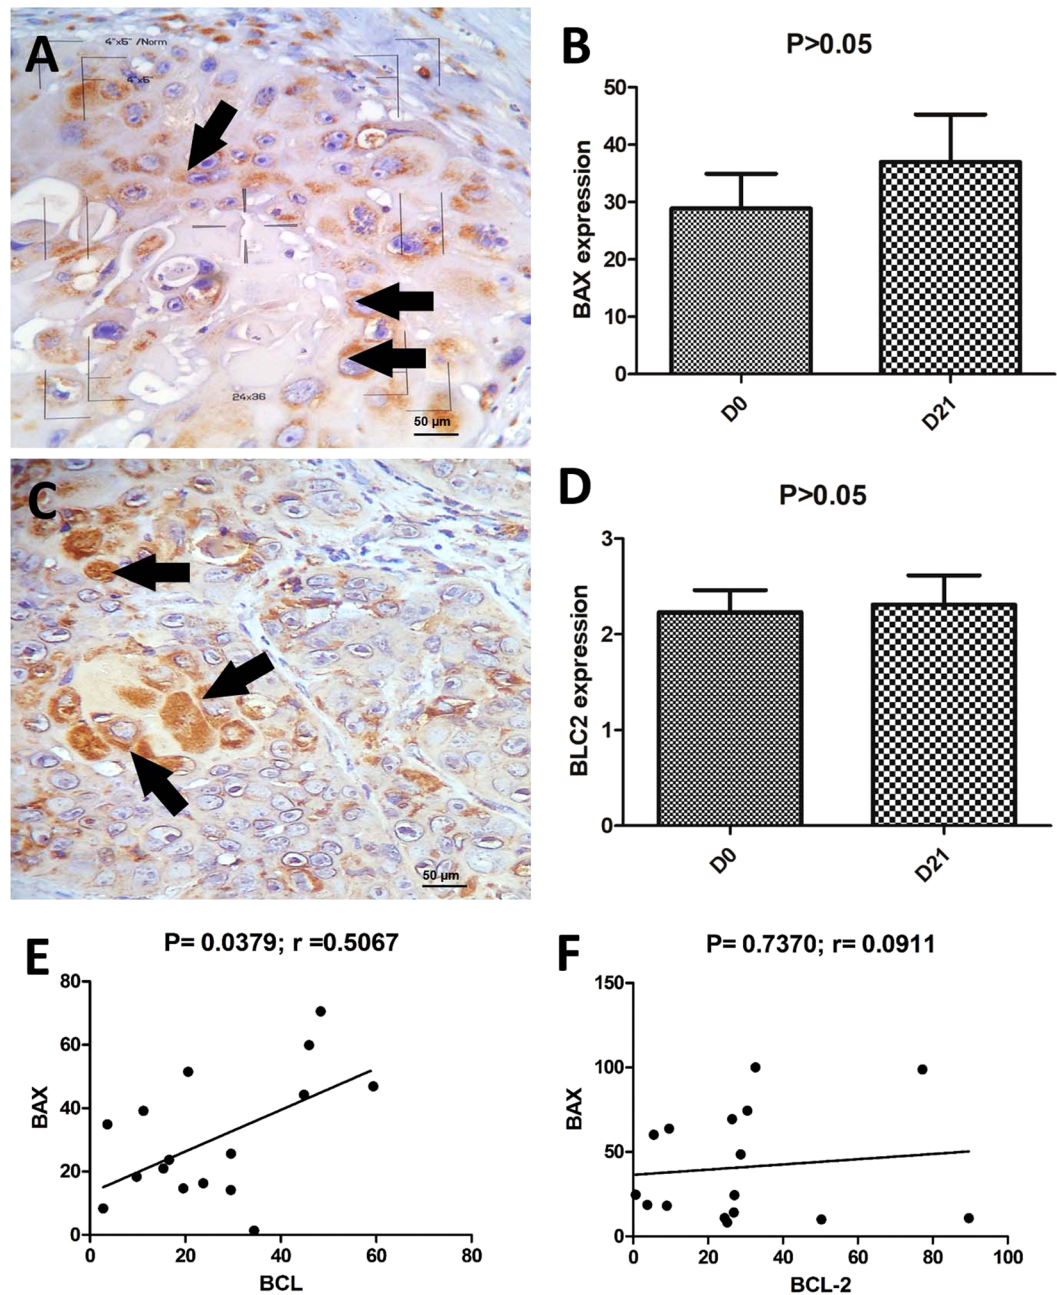 A
4"x5" /Norm
4"x5"
24x36
50 µm
B
P>0.05
BAX expression
50
40
30
20
10
0
D0
D21
C
50 µm
D
P>0.05
BLC2 expression
3
2
1
0
D0
D21
E
P= 0.0379; r =0.5067
BAX
80
60
40
20
0
0 20 40 60 80
BCL
F
P= 0.7370; r= 0.0911
BAX
150
100
50
0
0 20 40 60 80 100
BCL-2